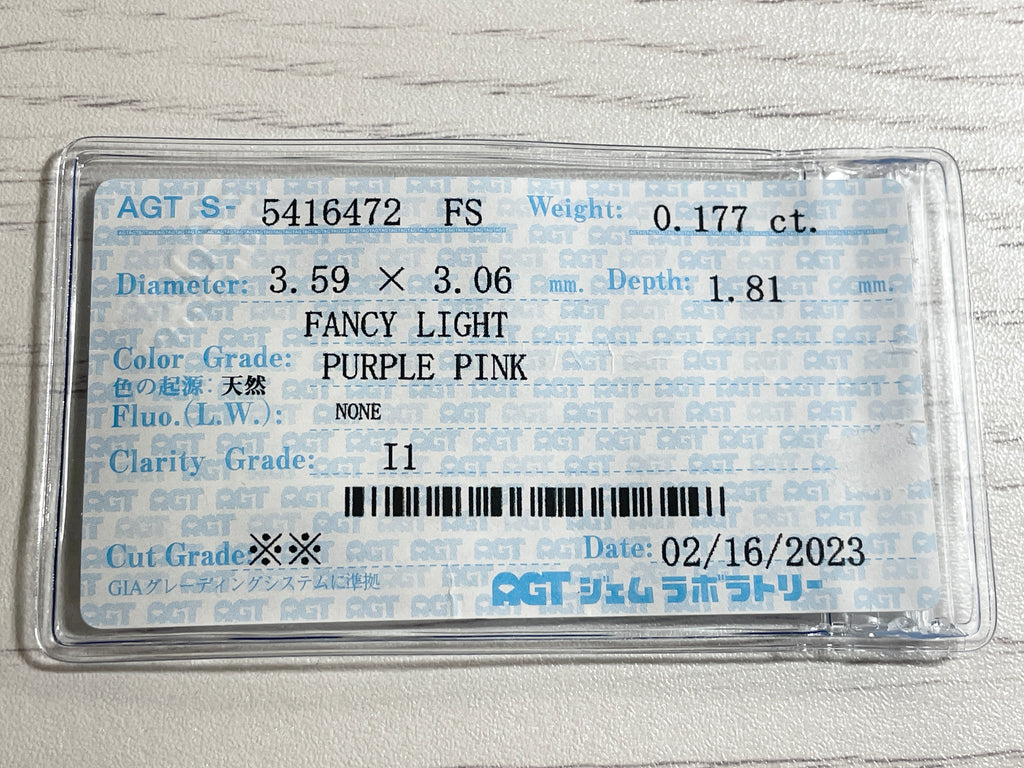 AGT S- 5416472 FS Weight: 0.177 ct.
Diameter: 3.59 × 3.06 mm. Depth: 1.81 mm.
FANCY LIGHT
Color Grade: PURPLE PINK
色の起源: 天然
Fluo.(L.W.): NONE
Clarity Grade: I1
Cut Grade: ※※ Date: 02/16/2023
GIAグレーディングシステムに準拠
AGT ジェムラボラトリー